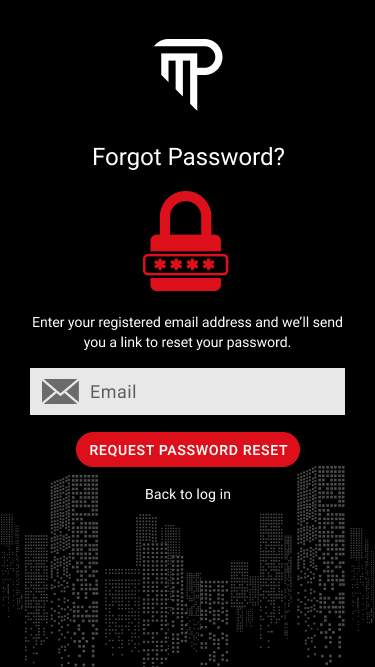 MP
Forgot Password?
****
Enter your registered email address and we’ll send
you a link to reset your password.
Email
REQUEST PASSWORD RESET
Back to log in